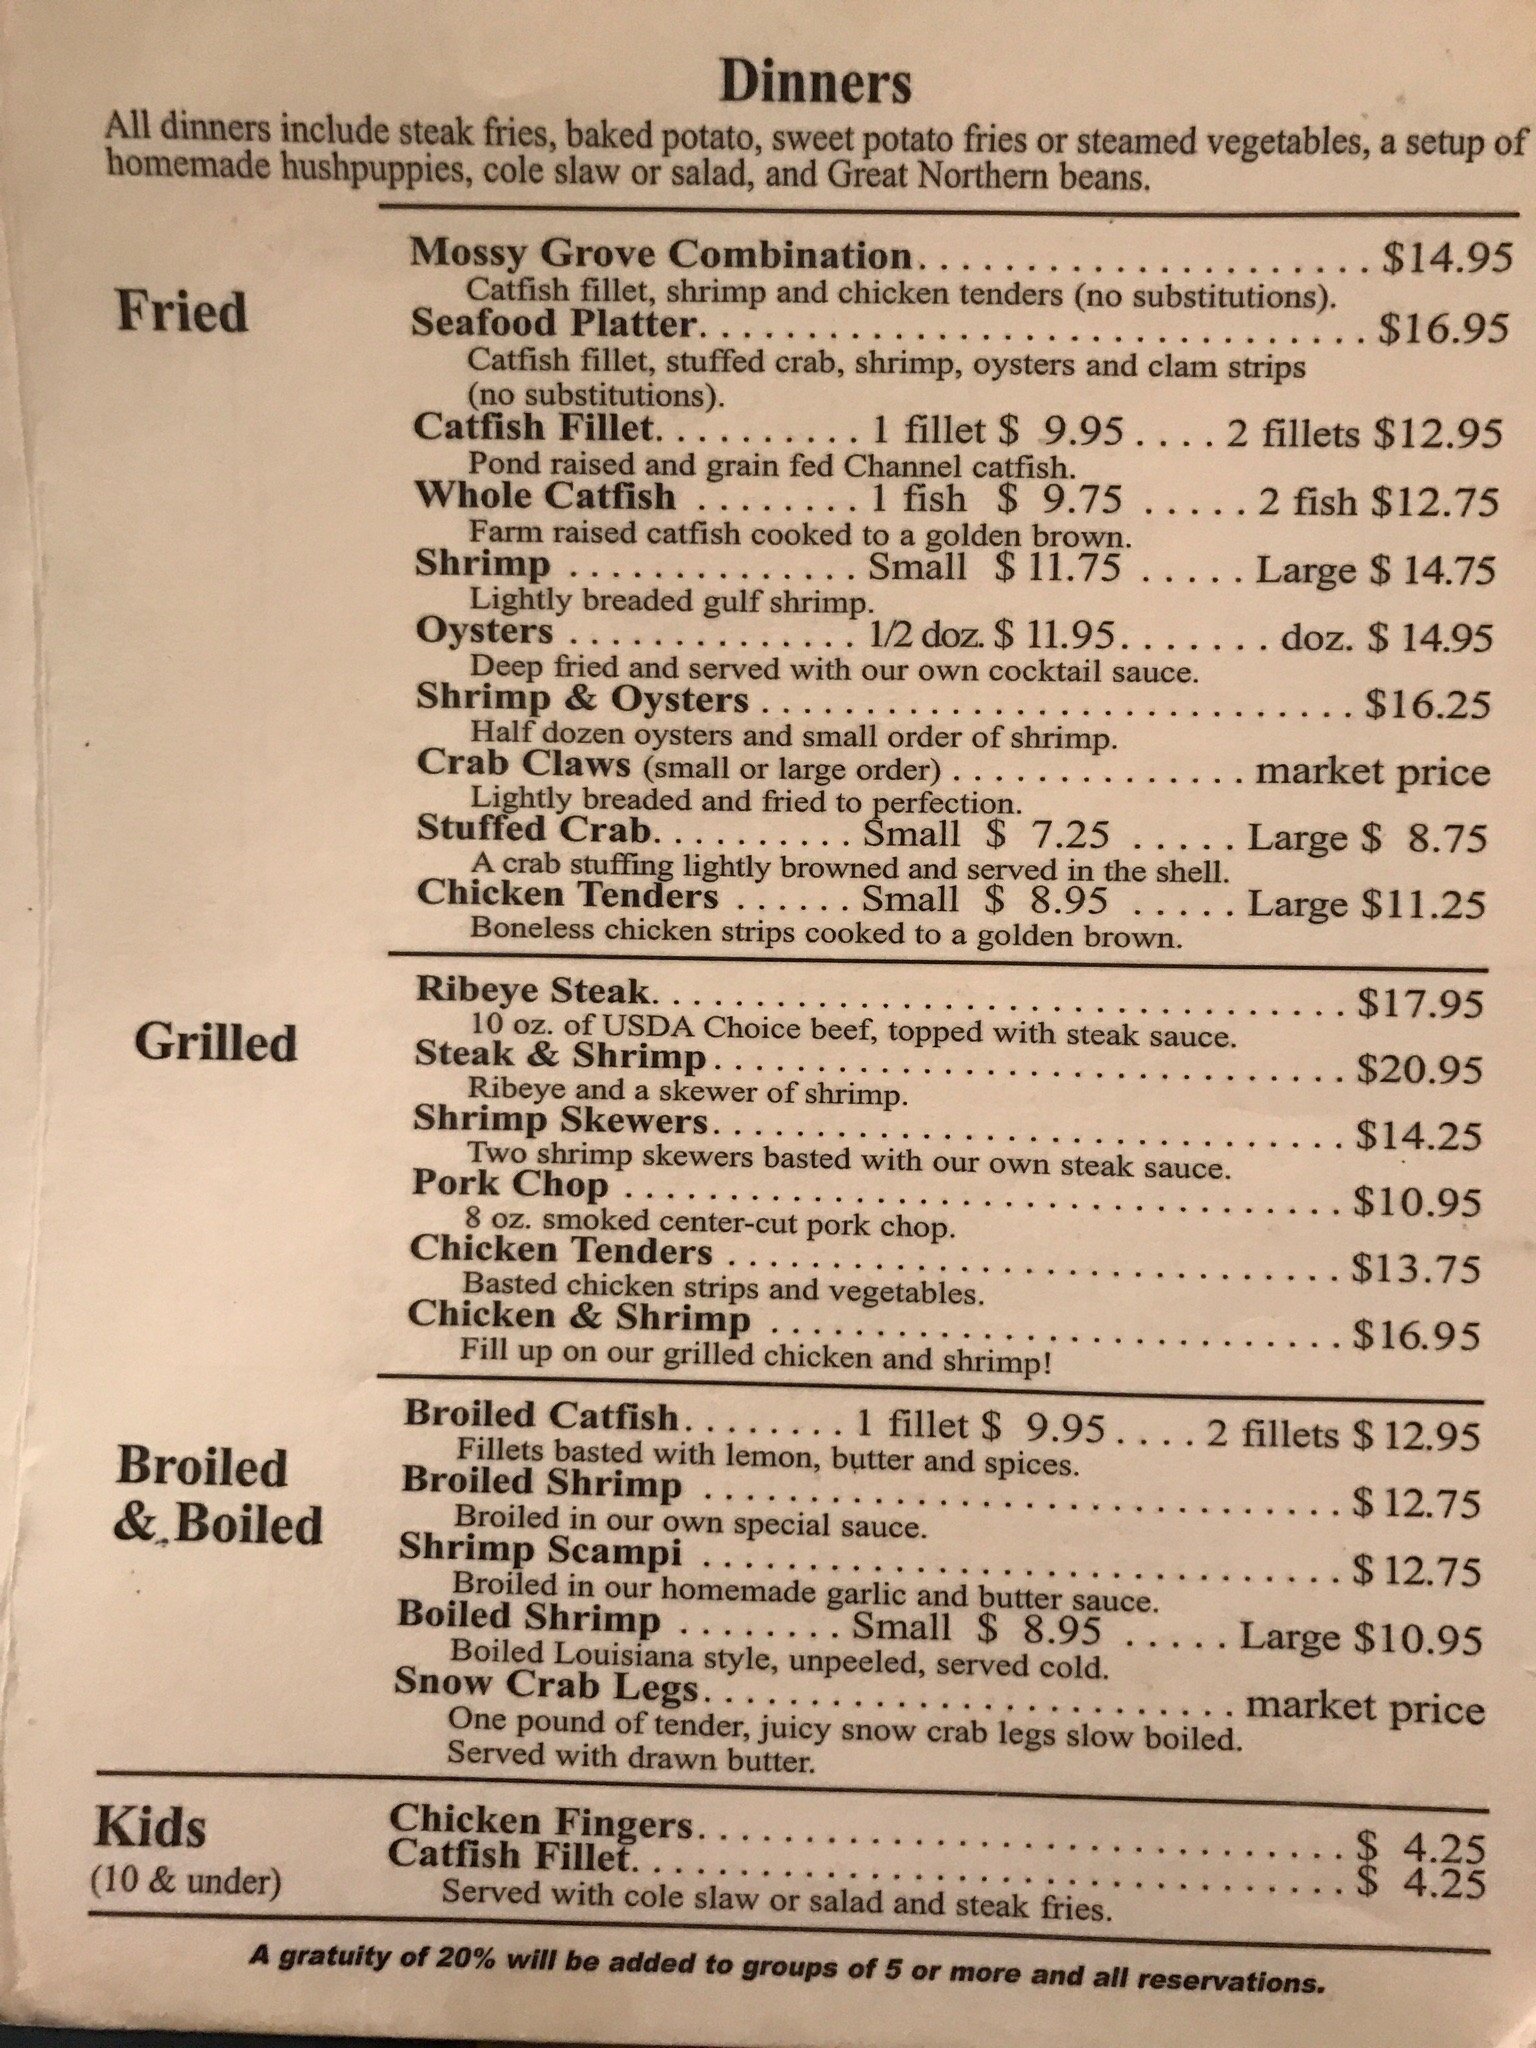 Dinners
All dinners include steak fries, baked potato, sweet potato fries or steamed vegetables, a setup of
homemade hushpuppies, cole slaw or salad, and Great Northern beans.
Fried
Mossy Grove Combination. . . . . . . . . . . . . . . . . . . . . . $14.95
Catfish fillet, shrimp and chicken tenders (no substitutions).
Seafood Platter. . . . . . . . . . . . . . . . . . . . . . . . . . . . . . . . $16.95
Catfish fillet, stuffed crab, shrimp, oysters and clam strips
(no substitutions).
Catfish Fillet. . . . . . . . . . 1 fillet $ 9.95 . . . . 2 fillets $12.95
Pond raised and grain fed Channel catfish.
Whole Catfish . . . . . . . . 1 fish $ 9.75 . . . . . 2 fish $12.75
Farm raised catfish cooked to a golden brown.
Shrimp . . . . . . . . . . . . . . Small $ 11.75 . . . . . Large $ 14.75
Lightly breaded gulf shrimp.
Oysters . . . . . . . . . . . . . . 1/2 doz. $ 11.95. . . . . . . doz. $ 14.95
Deep fried and served with our own cocktail sauce.
Shrimp & Oysters . . . . . . . . . . . . . . . . . . . . . . . . . . . . . $16.25
Half dozen oysters and small order of shrimp.
Crab Claws (small or large order) . . . . . . . . . . . . . . market price
Lightly breaded and fried to perfection.
Stuffed Crab. . . . . . . . . . Small $ 7.25 . . . . . Large $ 8.75
A crab stuffing lightly browned and served in the shell.
Chicken Tenders . . . . . . Small $ 8.95 . . . . . Large $11.25
Boneless chicken strips cooked to a golden brown.
Grilled
Ribeye Steak. . . . . . . . . . . . . . . . . . . . . . . . . . . . . . . . . . $17.95
10 oz. of USDA Choice beef, topped with steak sauce.
Steak & Shrimp. . . . . . . . . . . . . . . . . . . . . . . . . . . . . . . $20.95
Ribeye and a skewer of shrimp.
Shrimp Skewers. . . . . . . . . . . . . . . . . . . . . . . . . . . . . . . $14.25
Two shrimp skewers basted with our own steak sauce.
Pork Chop . . . . . . . . . . . . . . . . . . . . . . . . . . . . . . . . . . . $10.95
8 oz. smoked center-cut pork chop.
Chicken Tenders . . . . . . . . . . . . . . . . . . . . . . . . . . . . . . $13.75
Basted chicken strips and vegetables.
Chicken & Shrimp . . . . . . . . . . . . . . . . . . . . . . . . . . . . $16.95
Fill up on our grilled chicken and shrimp!
Broiled
& Boiled
Broiled Catfish. . . . . . . . 1 fillet $ 9.95 . . . . 2 fillets $ 12.95
Fillets basted with lemon, butter and spices.
Broiled Shrimp . . . . . . . . . . . . . . . . . . . . . . . . . . . . . . . $ 12.75
Broiled in our own special sauce.
Shrimp Scampi . . . . . . . . . . . . . . . . . . . . . . . . . . . . . . . $ 12.75
Broiled in our homemade garlic and butter sauce.
Boiled Shrimp . . . . . . . . Small $ 8.95 . . . . . Large $10.95
Boiled Louisiana style, unpeeled, served cold.
Snow Crab Legs. . . . . . . . . . . . . . . . . . . . . . . . . . market price
One pound of tender, juicy snow crab legs slow boiled.
Served with drawn butter.
Kids
(10 & under)
Chicken Fingers. . . . . . . . . . . . . . . . . . . . . . . . . . . . . . . $ 4.25
Catfish Fillet. . . . . . . . . . . . . . . . . . . . . . . . . . . . . . . . . . $ 4.25
Served with cole slaw or salad and steak fries.
A gratuity of 20% will be added to groups of 5 or more and all reservations.